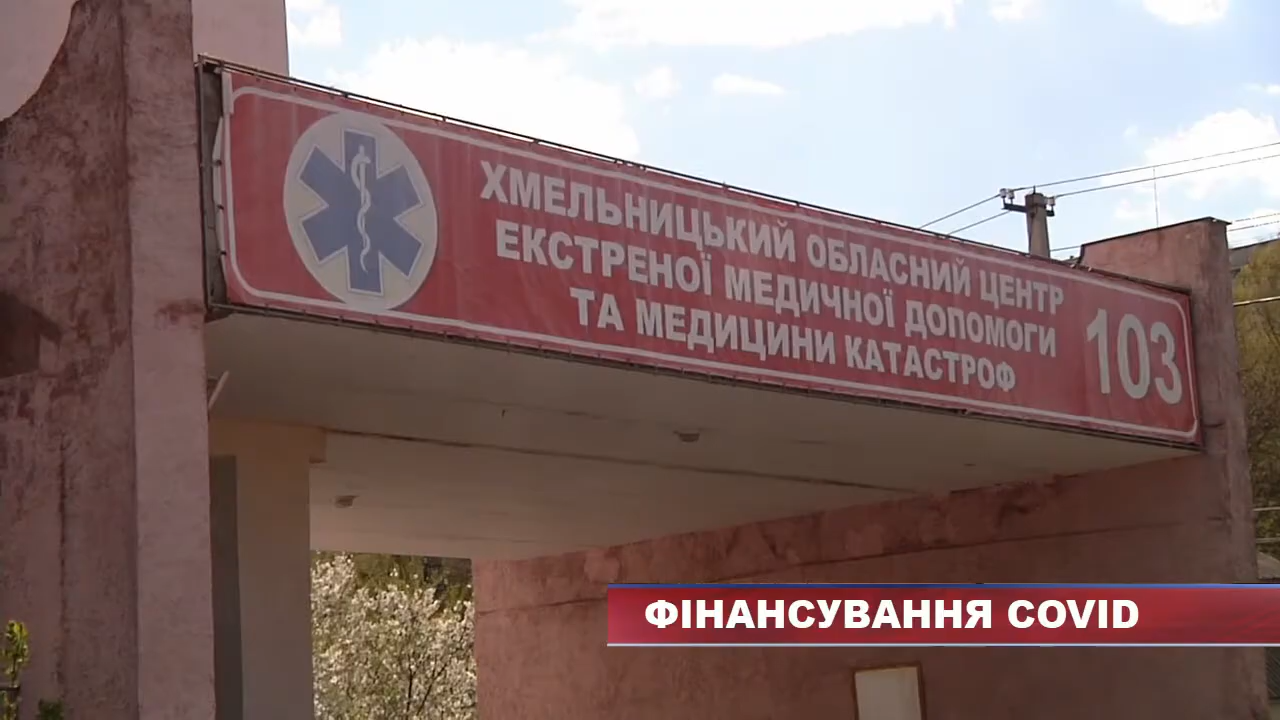 ХМЕЛЬНИЦЬКИЙ ОБЛАСНИЙ ЦЕНТР
ЕКСТРЕНОЇ МЕДИЧНОЇ ДОПОМОГИ
ТА МЕДИЦИНИ КАТАСТРОФ
103
ФІНАНСУВАННЯ COVID